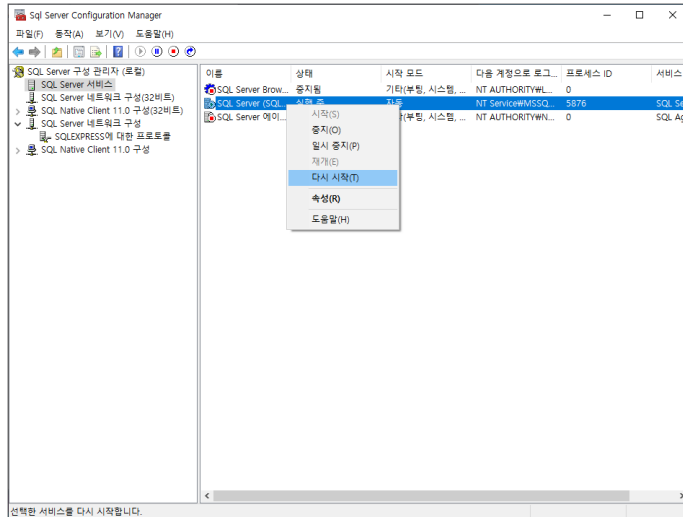 Sql Server Configuration Manager
파일(F) 동작(A) 보기(V) 도움말(H)
SQL Server 구성 관리자 (로컬)
SQL Server 서비스
SQL Server 네트워크 구성(32비트)
SQL Native Client 11.0 구성(32비트)
SQL Server 네트워크 구성
SQLEXPRESS에 대한 프로토콜
SQL Native Client 11.0 구성
이름 상태 시작 모드 다음 계정으로 로그... 프로세스 ID 서비스
SQL Server Brow... 중지됨 기타(부팅, 시스템, ... NT AUTHORITY₩L... 0
SQL Server (SQL... 실행 중 자동 NT Service₩MSSQ... 5876 SQL Se
SQL Server 에이... (부팅, 시스템, ... NT AUTHORITY₩N... 0 SQL Ag
시작(S)
중지(O)
일시 중지(P)
재개(E)
다시 시작(T)
속성(R)
도움말(H)
선택한 서비스를 다시 시작합니다.